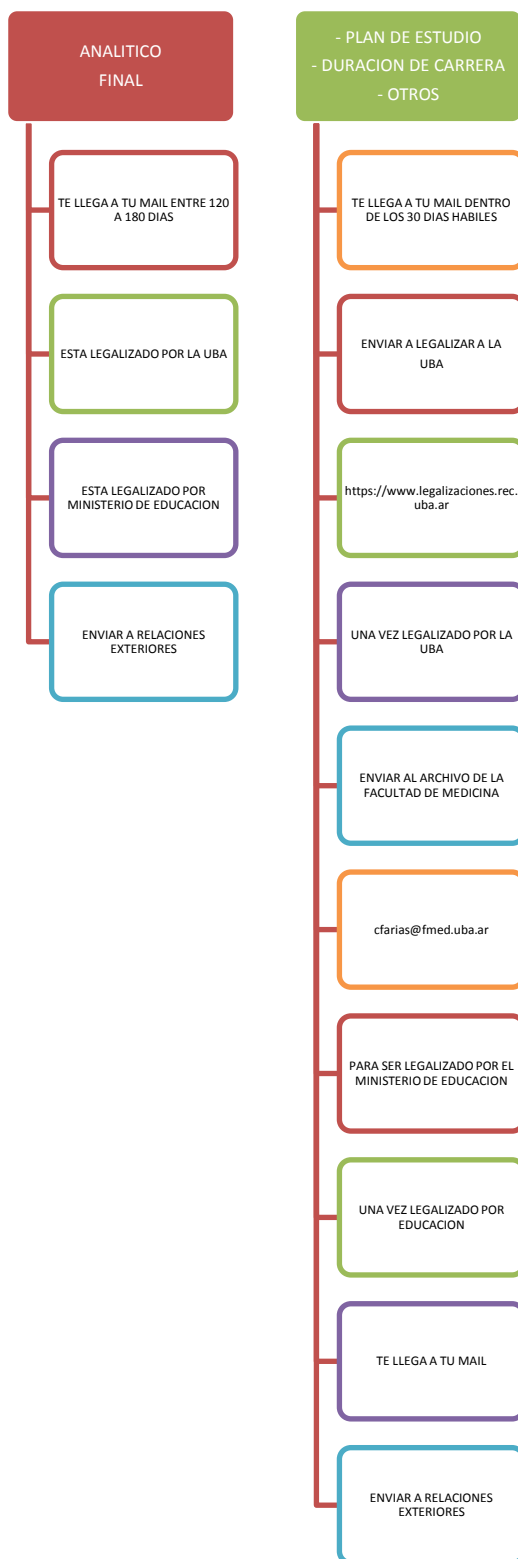 ANALITICO
FINAL
TE LLEGA A TU MAIL ENTRE 120
A 180 DIAS
ESTA LEGALIZADO POR LA UBA
ESTA LEGALIZADO POR
MINISTERIO DE EDUCACION
ENVIAR A RELACIONES
EXTERIORES
- PLAN DE ESTUDIO
- DURACION DE CARRERA
- OTROS
TE LLEGA A TU MAIL DENTRO
DE LOS 30 DIAS HABILES
ENVIAR A LEGALIZAR A LA
UBA
https://www.legalizaciones.rec.
uba.ar
UNA VEZ LEGALIZADO POR LA
UBA
ENVIAR AL ARCHIVO DE LA
FACULTAD DE MEDICINA
cfarias@fmed.uba.ar
PARA SER LEGALIZADO POR EL
MINISTERIO DE EDUCACION
UNA VEZ LEGALIZADO POR
EDUCACION
TE LLEGA A TU MAIL
ENVIAR A RELACIONES
EXTERIORES